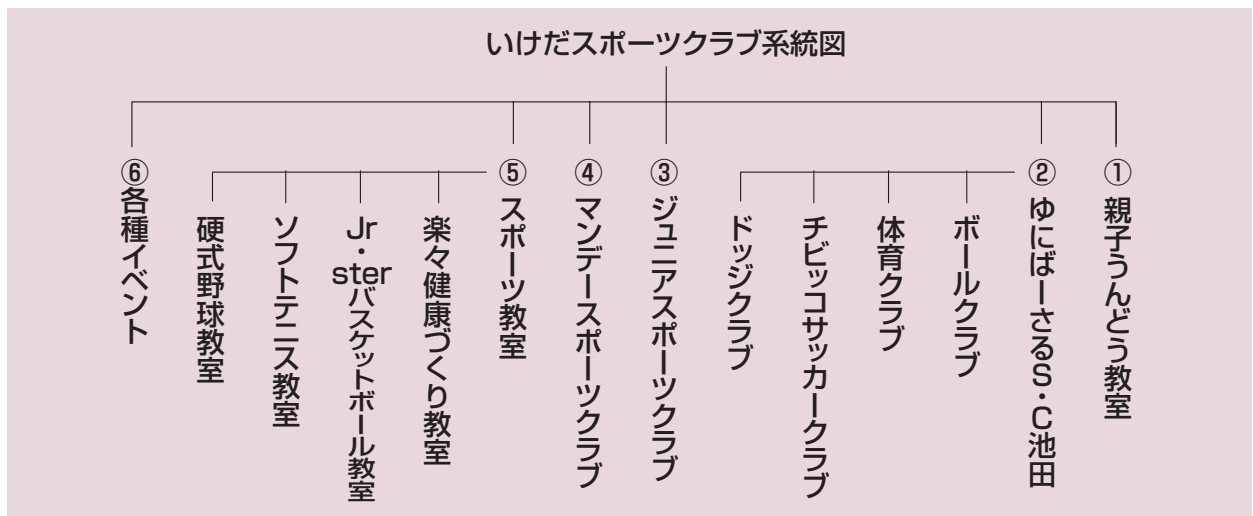 いけだスポーツクラブ系統図
①親子うんどう教室
②ゆにばーさるS・C池田
ボールクラブ
体育クラブ
チビッコサッカークラブ
ドッジクラブ
③ジュニアスポーツクラブ
④マンデースポーツクラブ
⑤スポーツ教室
楽々健康づくり教室
Jr・sterバスケットボール教室
ソフトテニス教室
硬式野球教室
⑥各種イベント